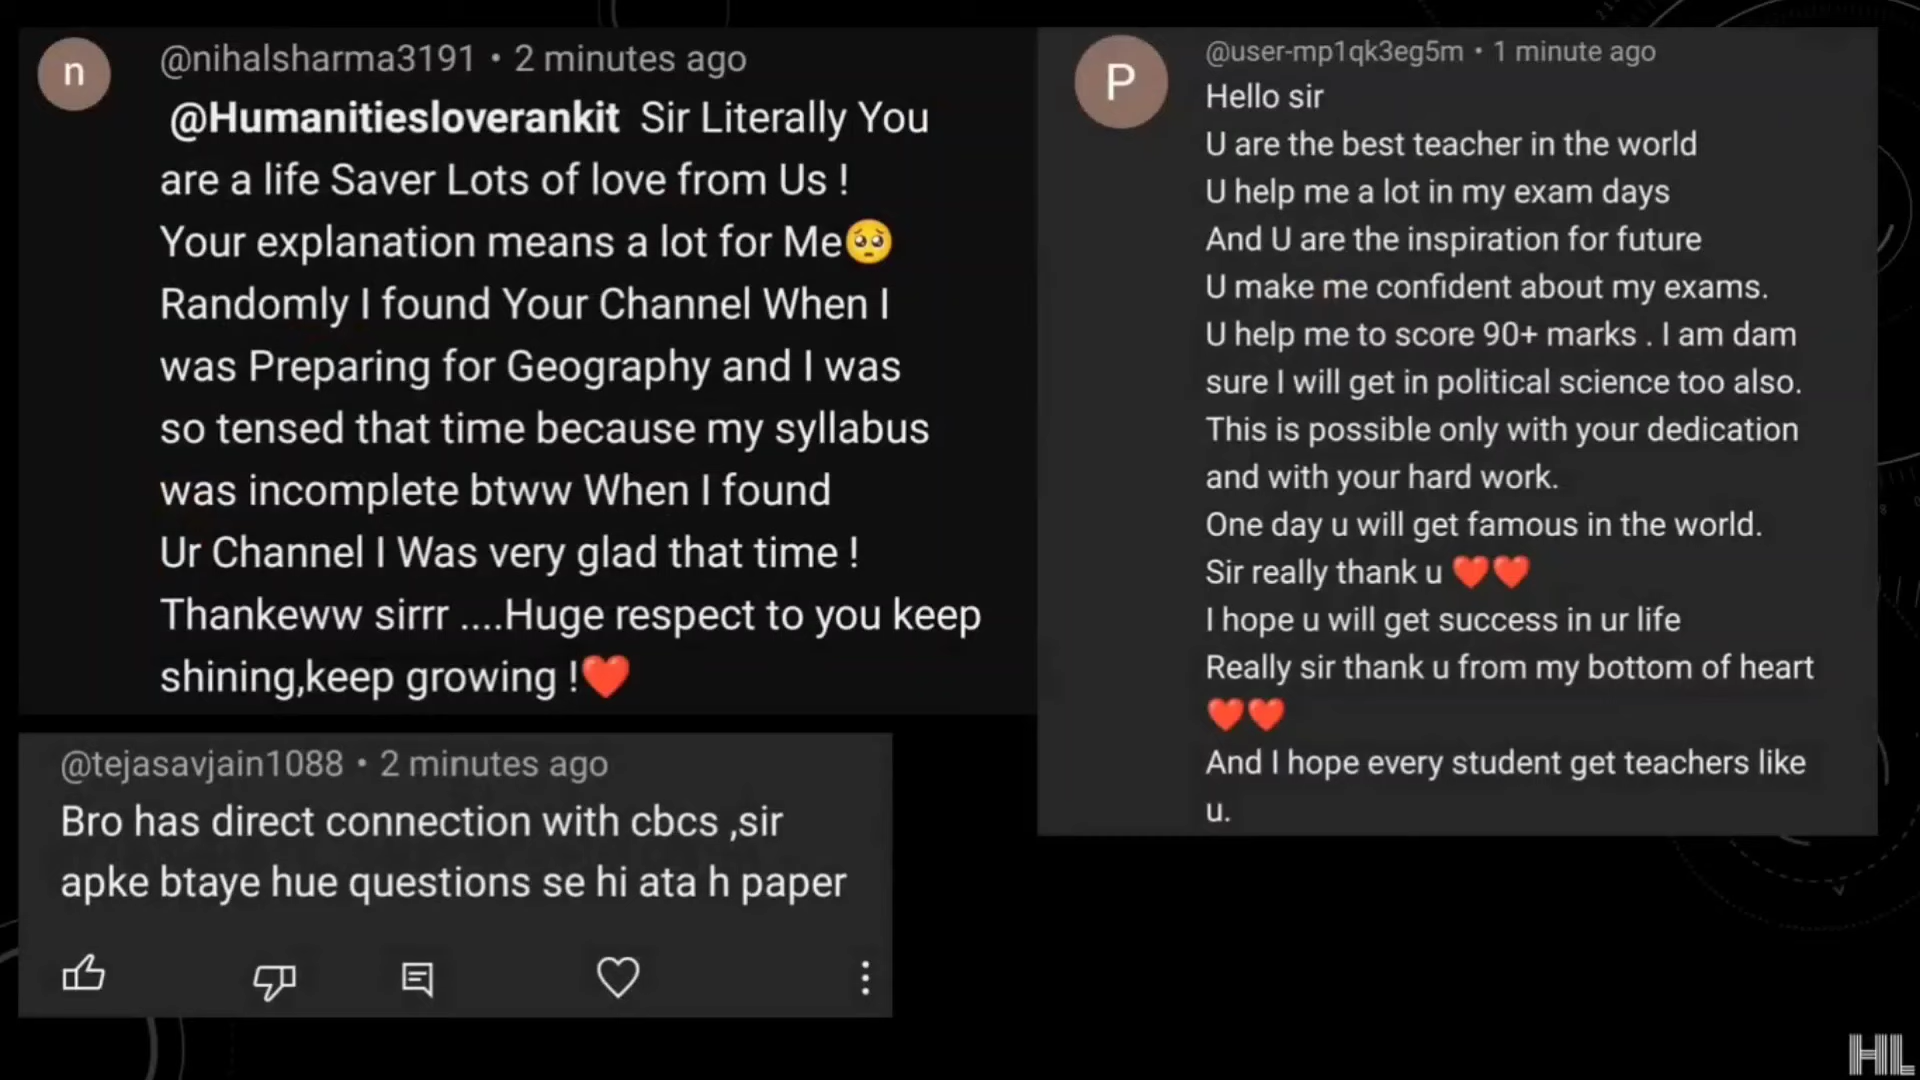 n
@nihalsharma3191 • 2 minutes ago
@Humanitiesloverankit Sir Literally You
are a life Saver Lots of love from Us !
Your explanation means a lot for Me🥺
Randomly I found Your Channel When I
was Preparing for Geography and I was
so tensed that time because my syllabus
was incomplete btww When I found
Ur Channel I Was very glad that time !
Thankeww sirrr ....Huge respect to you keep
shining,keep growing !❤️
@tejasavjain1088 • 2 minutes ago
Bro has direct connection with cbcs ,sir
apke btaye hue questions se hi ata h paper
P
@user-mp1qk3eg5m • 1 minute ago
Hello sir
U are the best teacher in the world
U help me a lot in my exam days
And U are the inspiration for future
U make me confident about my exams.
U help me to score 90+ marks . I am dam
sure I will get in political science too also.
This is possible only with your dedication
and with your hard work.
One day u will get famous in the world.
Sir really thank u ❤️❤️
I hope u will get success in ur life
Really sir thank u from my bottom of heart
❤️❤️
And I hope every student get teachers like
u.
HL